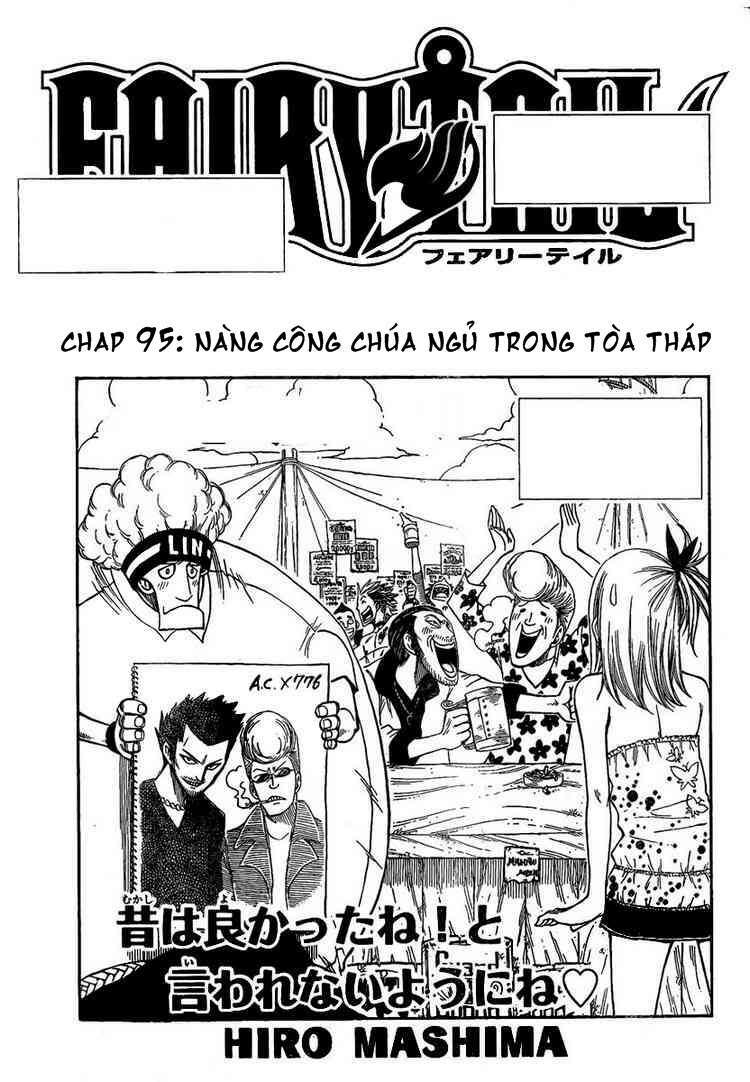 FAIRY TAIL
フェアリーテイル
CHAP 95: NÀNG CÔNG CHÚA NGỦ TRONG TÒA THÁP
LIN
A.C. X776
昔は良かったね!と
言われないようにね♡
HIRO MASHIMA